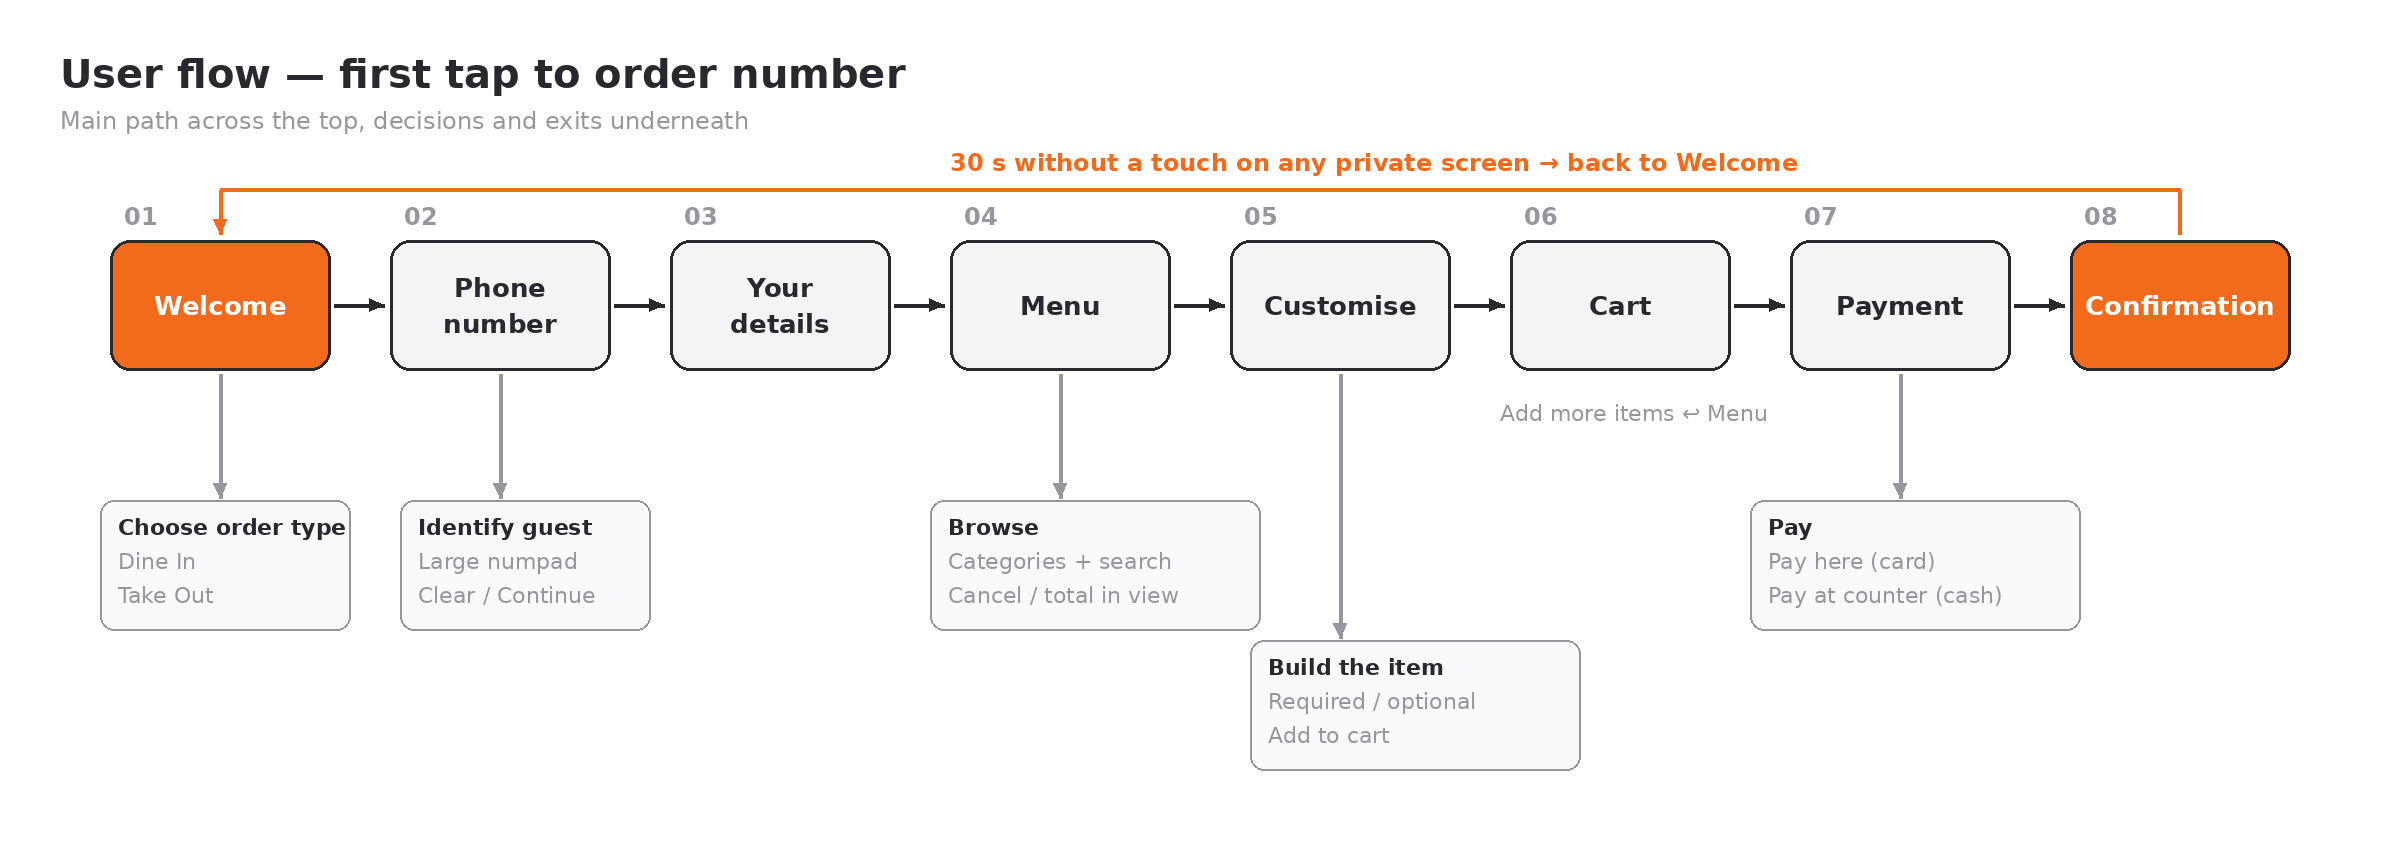 User flow — first tap to order number
Main path across the top, decisions and exits underneath
30 s without a touch on any private screen → back to Welcome
01
02
03
04
05
06
07
08
Welcome
Phone
number
Your
details
Menu
Customise
Cart
Payment
Confirmation
Add more items ↩ Menu
Choose order type
Dine In
Take Out
Identify guest
Large numpad
Clear / Continue
Browse
Categories + search
Cancel / total in view
Pay
Pay here (card)
Pay at counter (cash)
Build the item
Required / optional
Add to cart